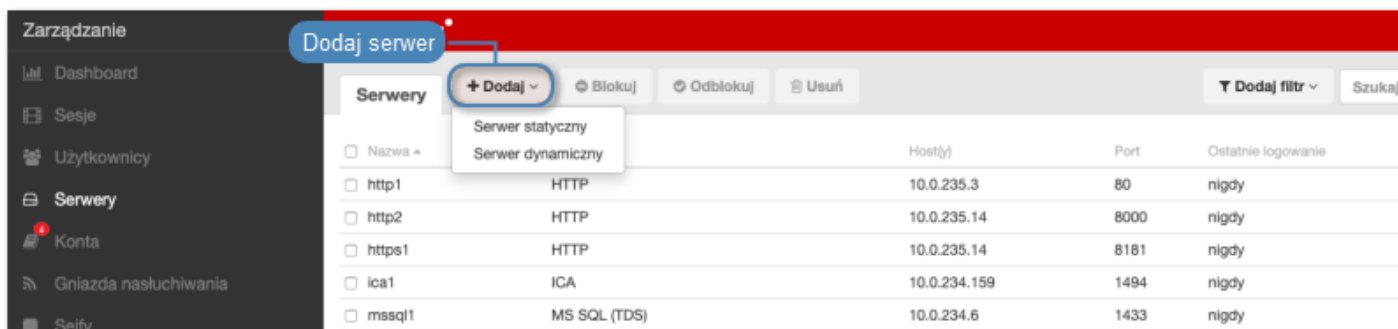 Zarządzanie
Dodaj serwer
Dashboard
Serwery
+ Dodaj
Blokuj
Odblokuj
Usuń
Dodaj filtr
Szukaj
Sesje
Serwer statyczny
Serwer dynamiczny
Użytkownicy
Nazwa Host(y) Port Ostatnie logowanie
Serwery
http1 HTTP 10.0.235.3 80 nigdy
http2 HTTP 10.0.235.14 8000 nigdy
4
Konta
https1 HTTP 10.0.235.14 8181 nigdy
Gniazda nasłuchiwania
ica1 ICA 10.0.234.159 1494 nigdy
Sejfy
mssql1 MS SQL (TDS) 10.0.234.6 1433 nigdy